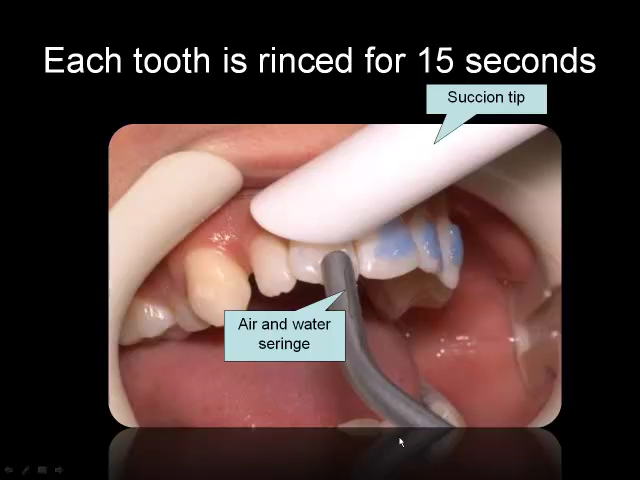 Each tooth is rinced for 15 seconds
Succion tip
Air and water
seringe